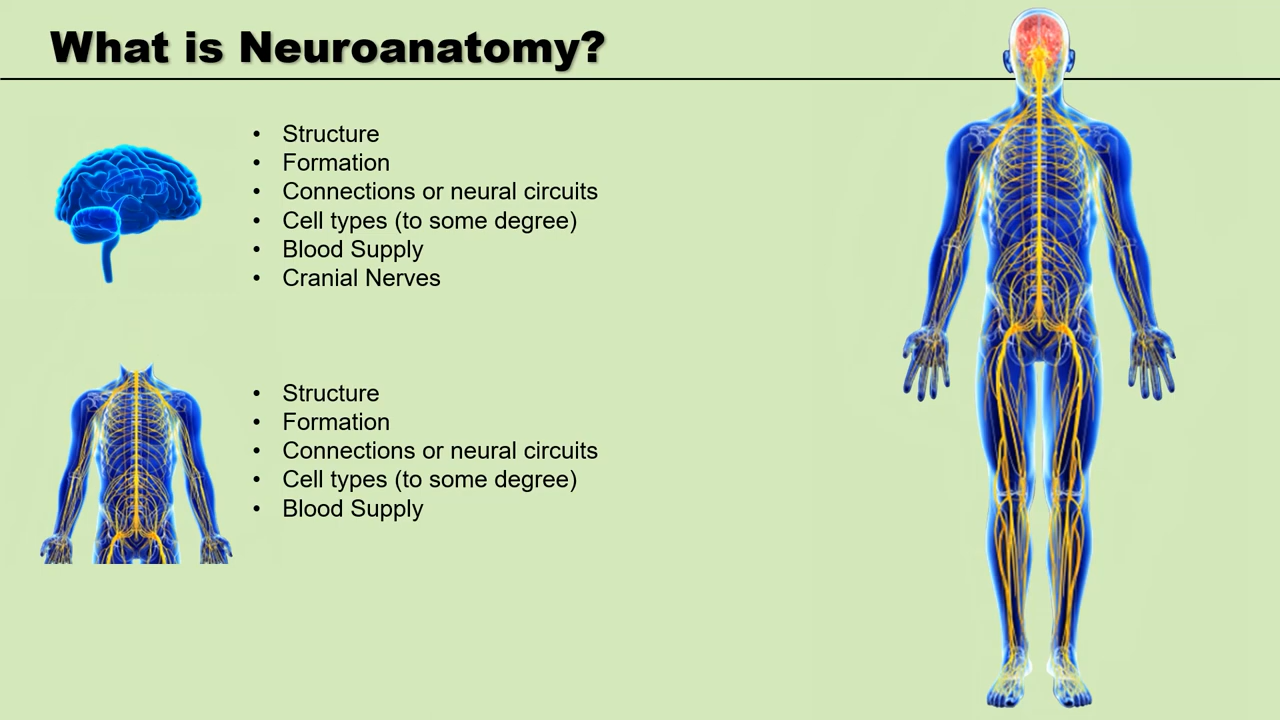 What is Neuroanatomy?
• Structure
• Formation
• Connections or neural circuits
• Cell types (to some degree)
• Blood Supply
• Cranial Nerves
• Structure
• Formation
• Connections or neural circuits
• Cell types (to some degree)
• Blood Supply